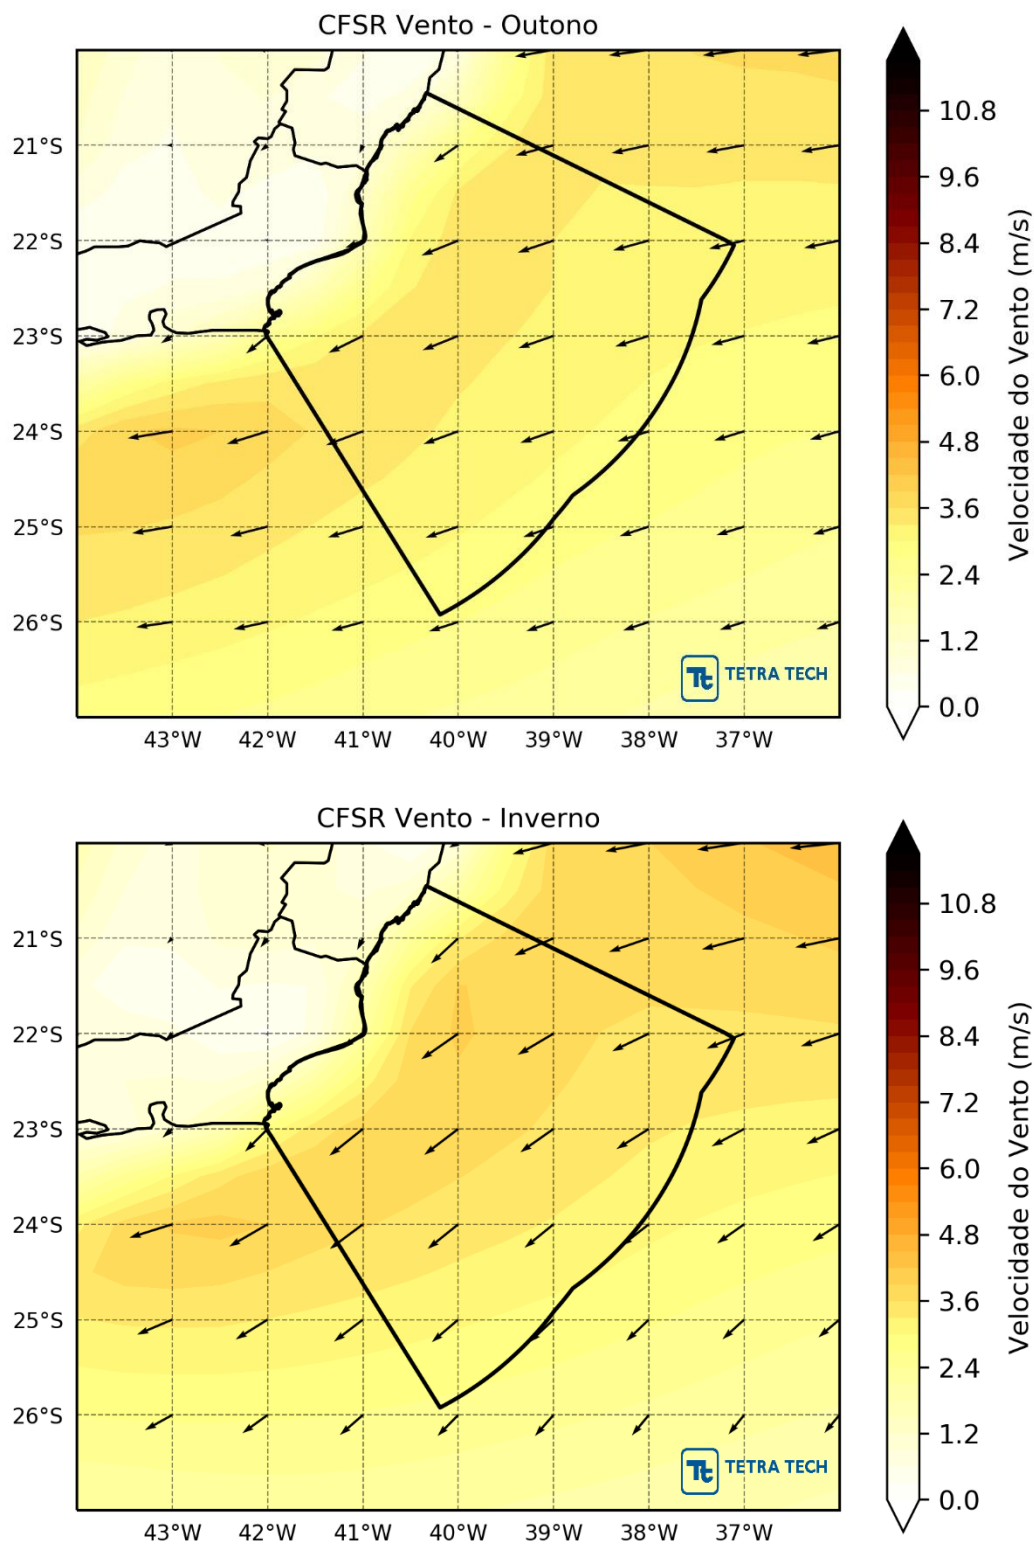 CFSR Vento - Outono
21°S
22°S
23°S
24°S
25°S
26°S
43°W 42°W 41°W 40°W 39°W 38°W 37°W
10.8
9.6
8.4
7.2
6.0
4.8
3.6
2.4
1.2
0.0
Velocidade do Vento (m/s)
Tt TETRA TECH
CFSR Vento - Inverno
21°S
22°S
23°S
24°S
25°S
26°S
43°W 42°W 41°W 40°W 39°W 38°W 37°W
10.8
9.6
8.4
7.2
6.0
4.8
3.6
2.4
1.2
0.0
Velocidade do Vento (m/s)
Tt TETRA TECH